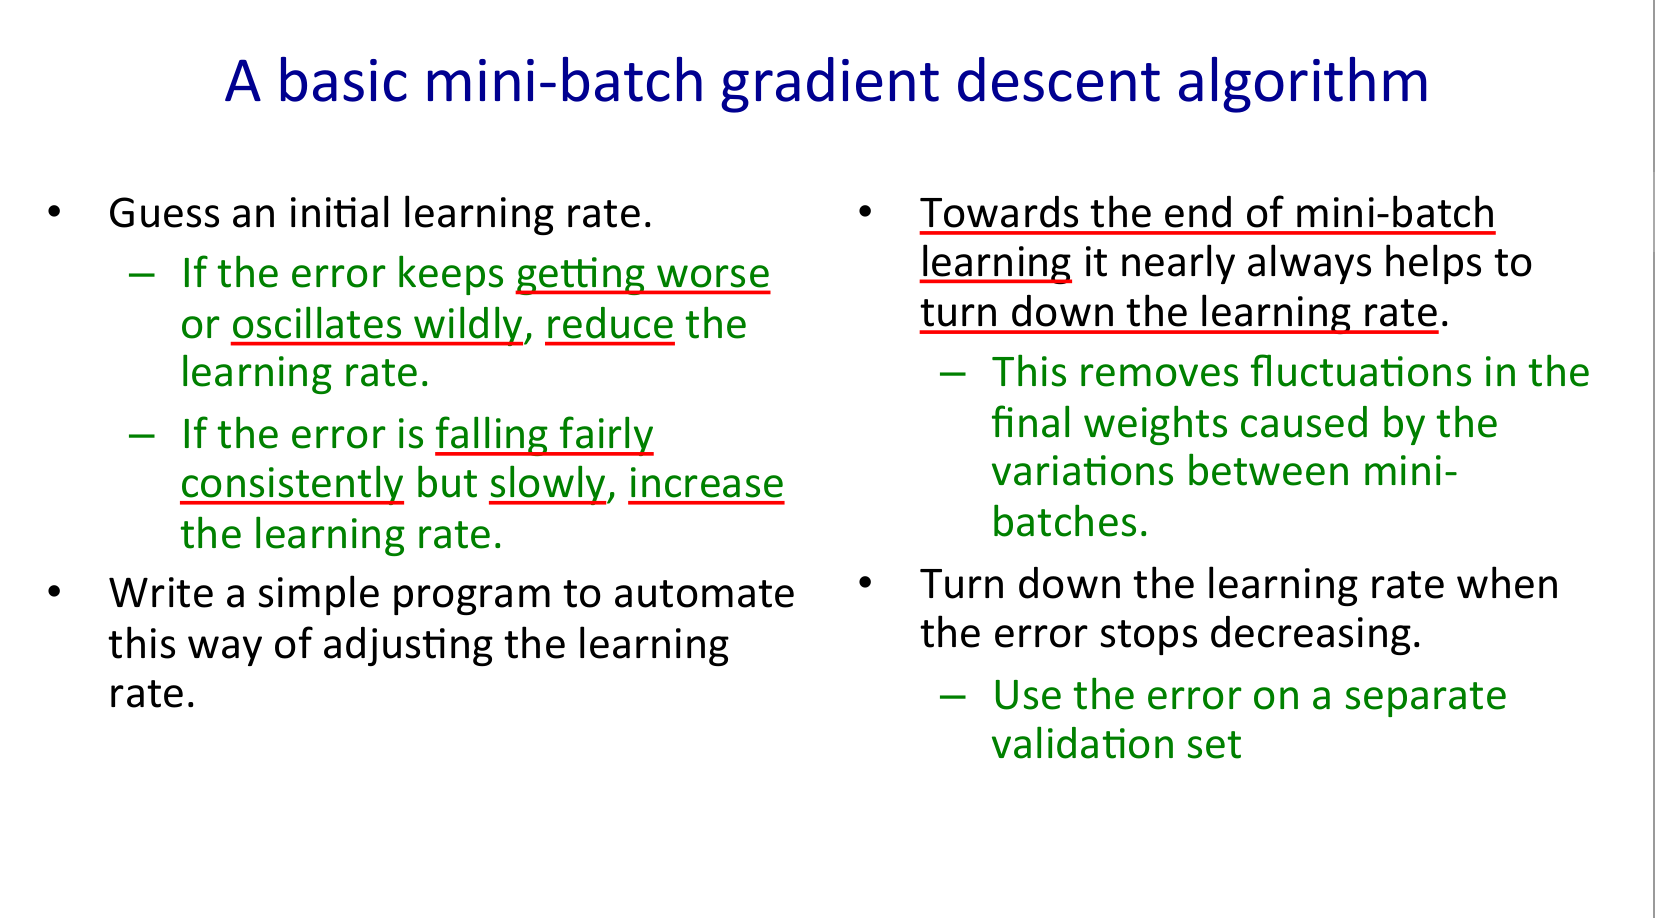 A basic mini-batch gradient descent algorithm
• Guess an initial learning rate.
– If the error keeps getting worse
or oscillates wildly, reduce the
learning rate.
– If the error is falling fairly
consistently but slowly, increase
the learning rate.
• Write a simple program to automate
this way of adjusting the learning
rate.
• Towards the end of mini-batch
learning it nearly always helps to
turn down the learning rate.
– This removes fluctuations in the
final weights caused by the
variations between mini-
batches.
• Turn down the learning rate when
the error stops decreasing.
– Use the error on a separate
validation set